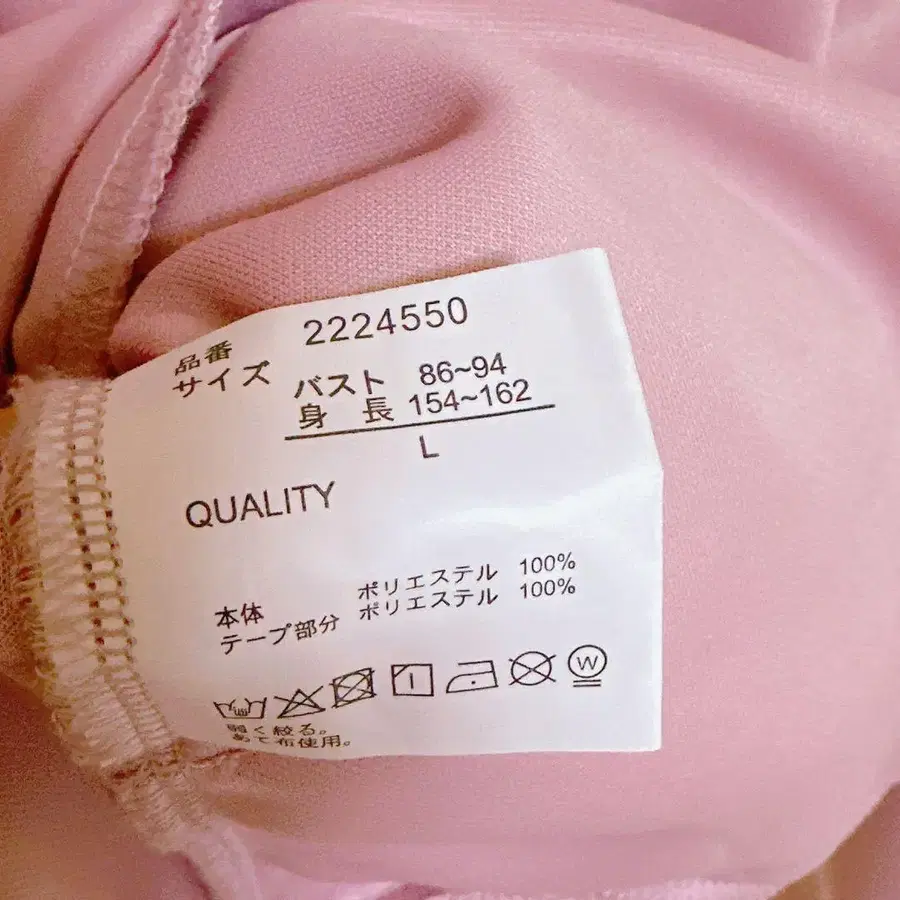 品番 2224550
サイズ バスト 86~94
身 長 154~162
L
QUALITY
本体 ポリエステル 100%
テープ部分 ポリエステル 100%
W
弱く絞る。
あて布使用。